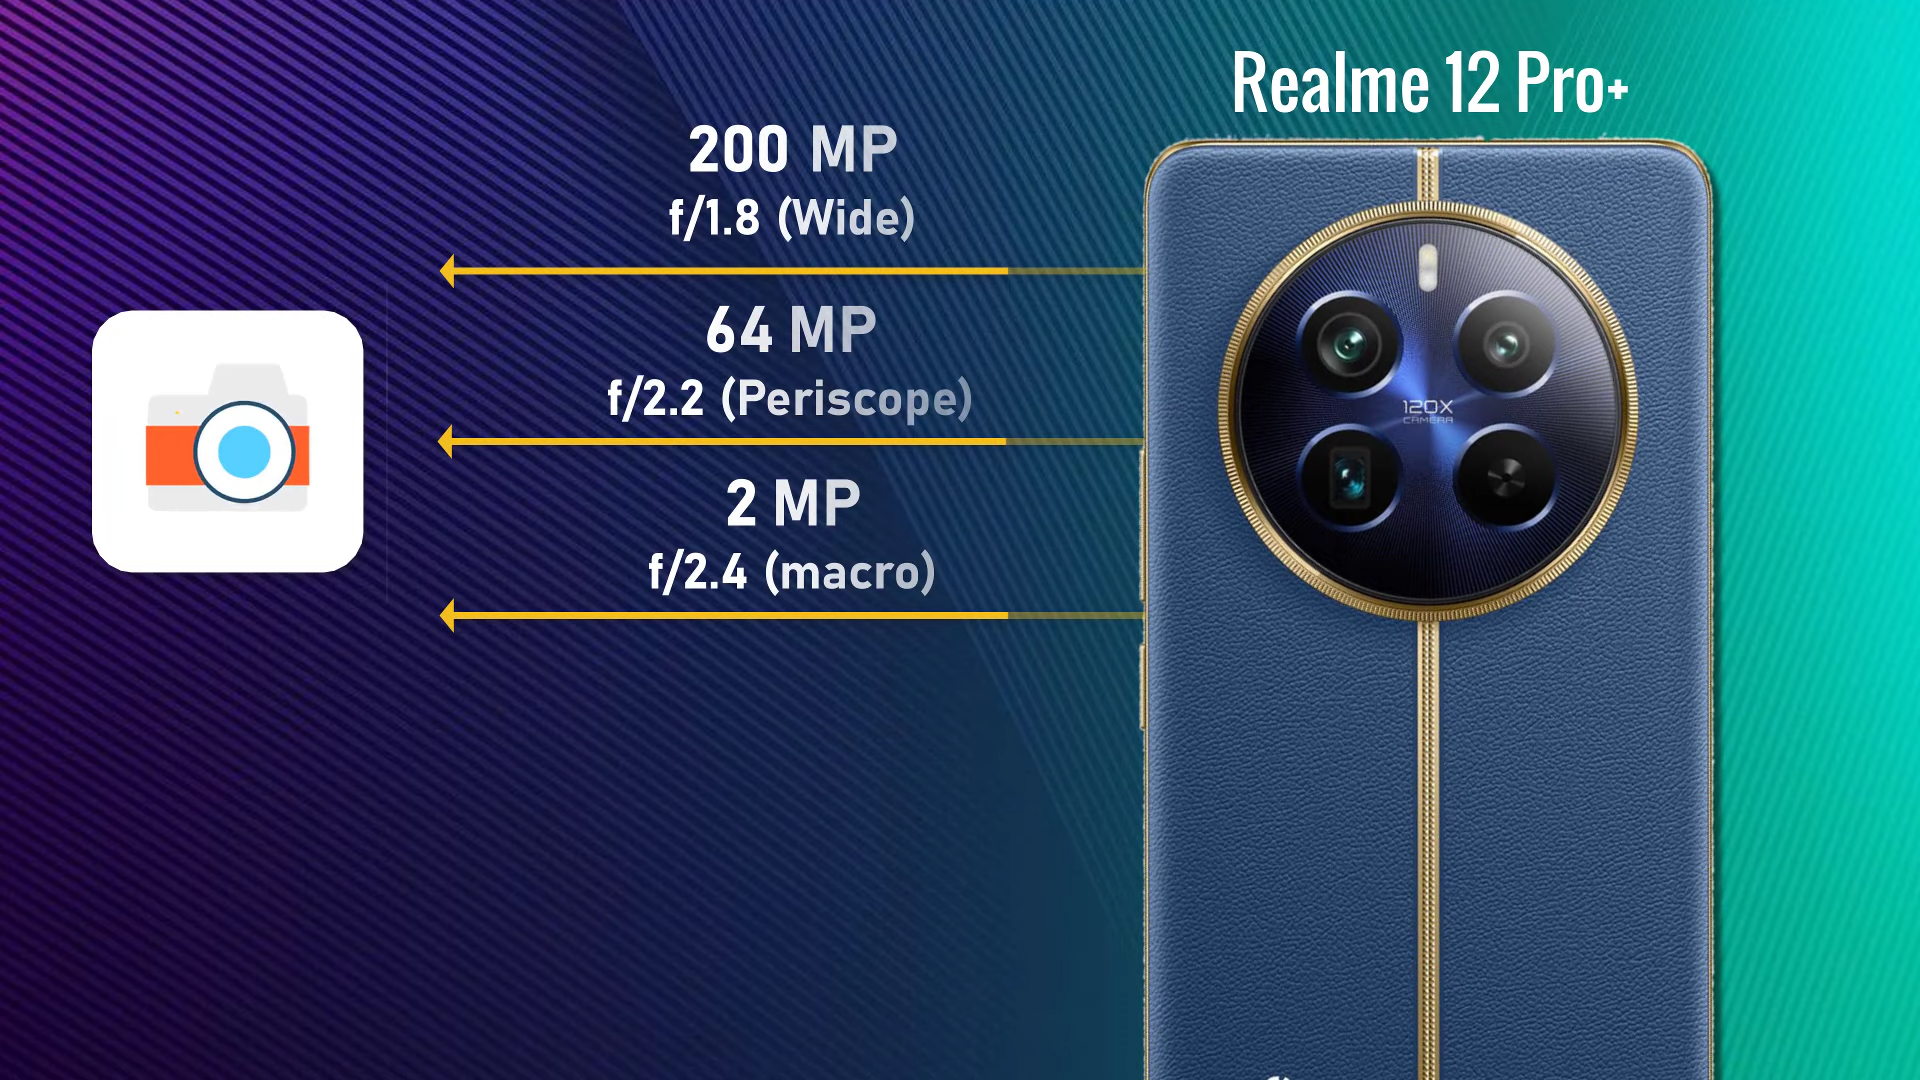 Realme 12 Pro+
200 MP
f/1.8 (Wide)
64 MP
f/2.2 (Periscope)
2 MP
f/2.4 (macro)
120X
CAMERA